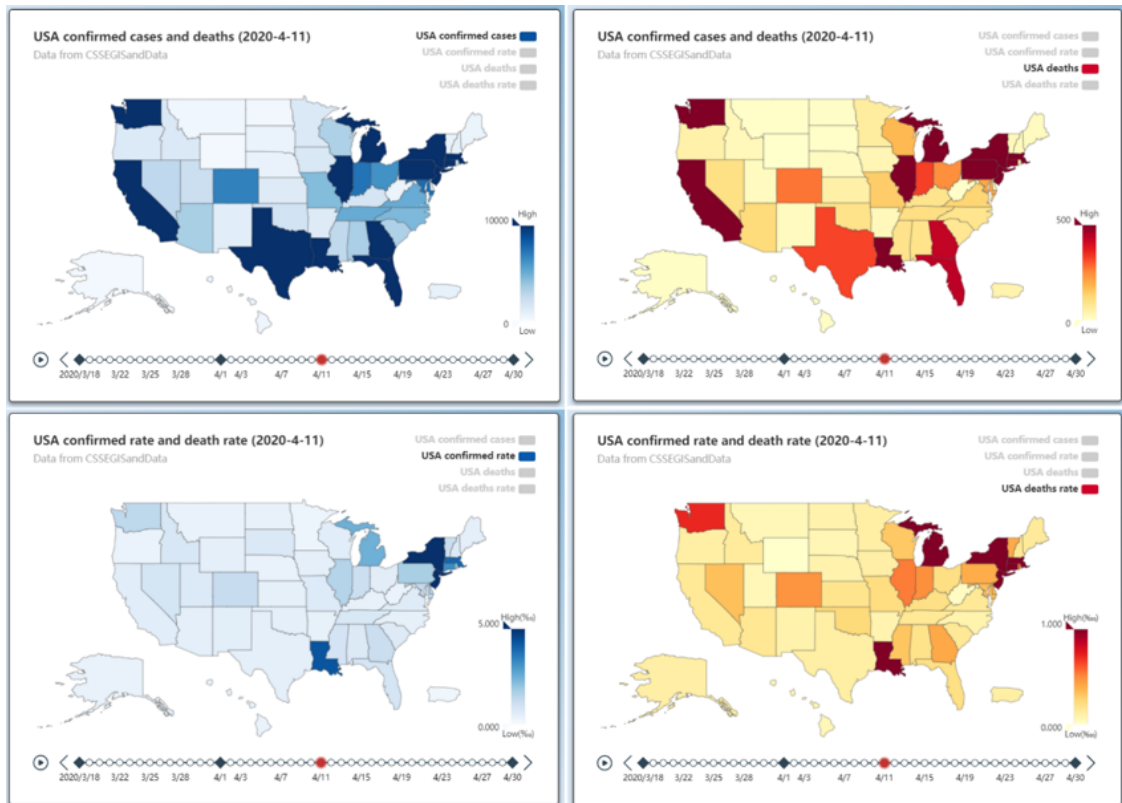 USA confirmed cases and deaths (2020-4-11)
Data from CSSEGISandData
USA confirmed cases
USA confirmed rate
USA deaths
USA deaths rate
High
10000
0
Low
2020/3/18 3/22 3/25 3/28 4/1 4/3 4/7 4/11 4/15 4/19 4/23 4/27 4/30
USA confirmed cases and deaths (2020-4-11)
Data from CSSEGISandData
USA confirmed cases
USA confirmed rate
USA deaths
USA deaths rate
High
500
0
Low
2020/3/18 3/22 3/25 3/28 4/1 4/3 4/7 4/11 4/15 4/19 4/23 4/27 4/30
USA confirmed rate and death rate (2020-4-11)
Data from CSSEGISandData
USA confirmed cases
USA confirmed rate
USA deaths
USA deaths rate
High(‰)
5.000
0.000
Low(‰)
2020/3/18 3/22 3/25 3/28 4/1 4/3 4/7 4/11 4/15 4/19 4/23 4/27 4/30
USA confirmed rate and death rate (2020-4-11)
Data from CSSEGISandData
USA confirmed cases
USA confirmed rate
USA deaths
USA deaths rate
High(‱)
1.000
0.000
Low(‱)
2020/3/18 3/22 3/25 3/28 4/1 4/3 4/7 4/11 4/15 4/19 4/23 4/27 4/30